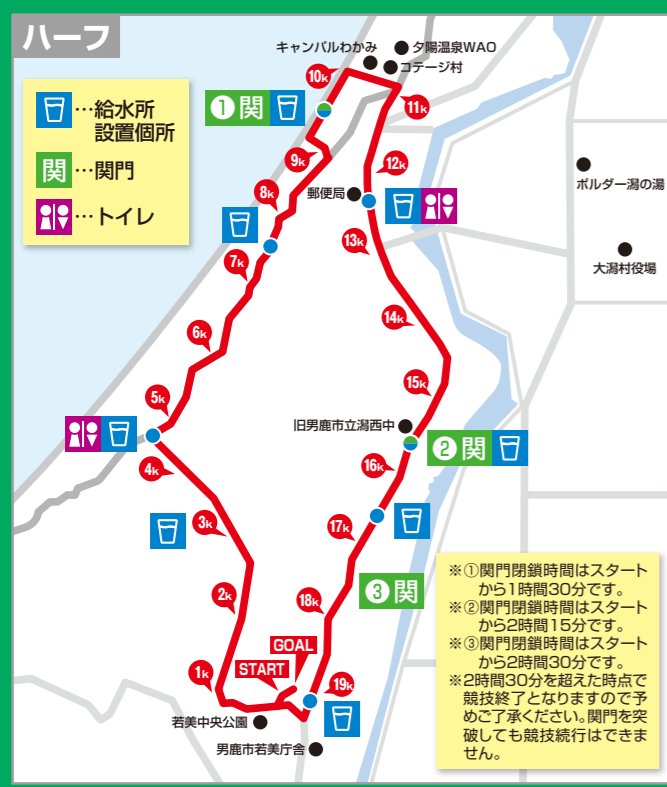 ハーフ
…給水所
設置個所
関…関門
…トイレ
キャンパルわかみ
夕陽温泉WAO
コテージ村
10k
11k
①関
9k
12k
8k
郵便局
ポルダー潟の湯
7k
13k
大潟村役場
6k
14k
5k
15k
旧男鹿市立潟西中
②関
4k
16k
3k
17k
2k
18k
③関
GOAL
START
1k
19k
若美中央公園
男鹿市若美庁舎
※①関門閉鎖時間はスタート
から1時間30分です。
※②関門閉鎖時間はスタート
から2時間15分です。
※③関門閉鎖時間はスタート
から2時間30分です。
※2時間30分を超えた時点で
競技終了となりますので予
めご了承ください。関門を突
破しても競技続行はできま
せん。